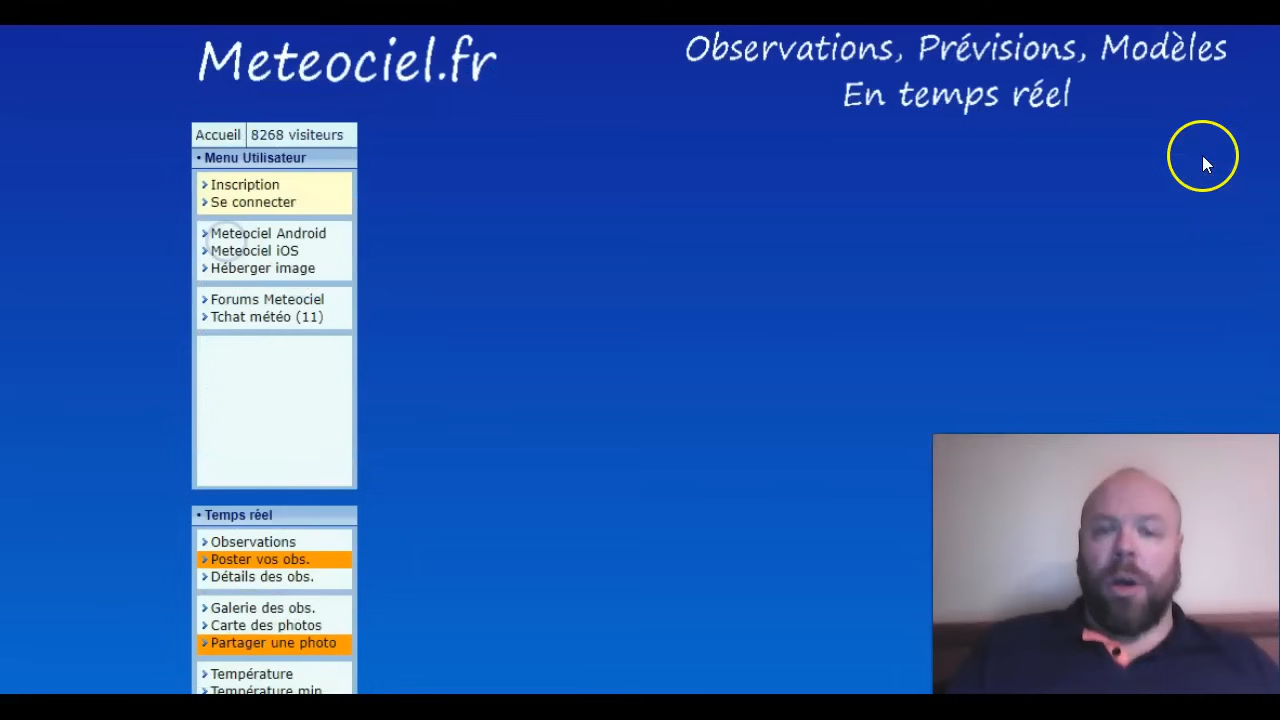 Meteociel.fr
Observations, Prévisions, Modèles
En temps réel
Accueil 8268 visiteurs
• Menu Utilisateur
Inscription
Se connecter
Meteociel Android
Meteociel iOS
Héberger image
Forums Meteociel
Tchat météo (11)
• Temps réel
Observations
Poster vos obs.
Détails des obs.
Galerie des obs.
Carte des photos
Partager une photo
Température
Température min